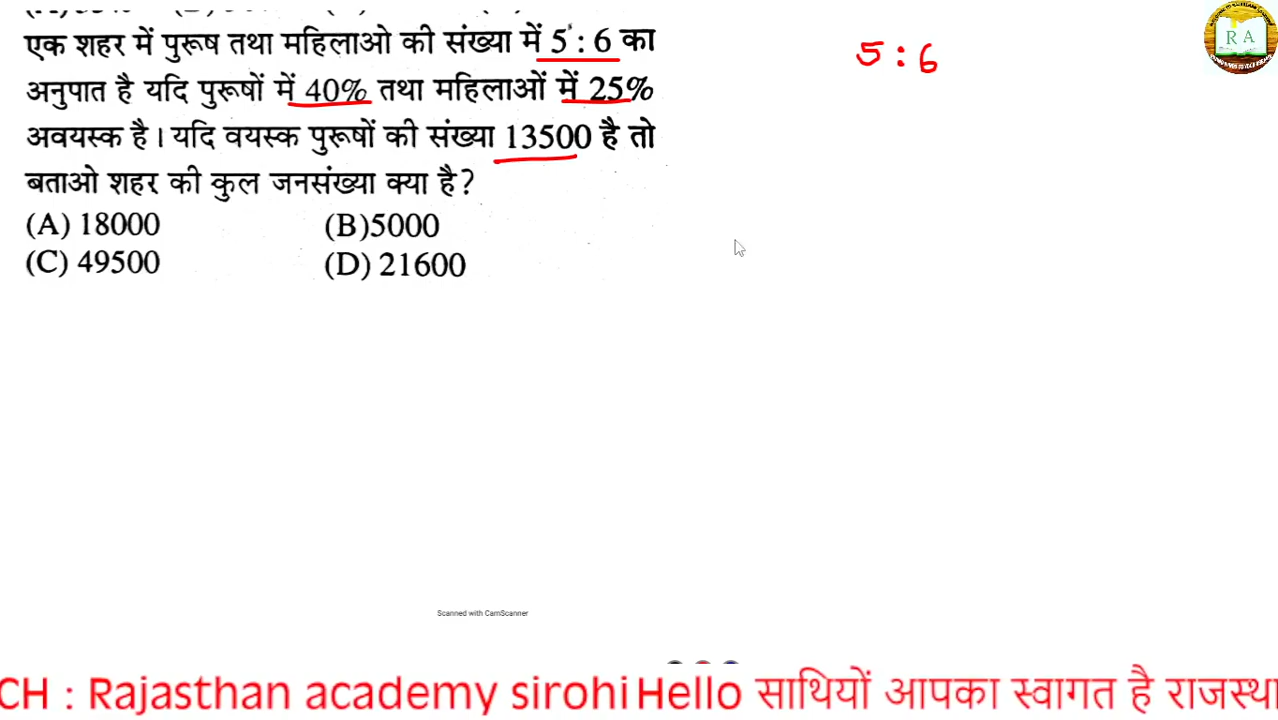 एक शहर में पुरूष तथा महिलाओ की संख्या में 5 : 6 का
5 : 6
अनुपात है यदि पुरूषों में 40% तथा महिलाओं में 25%
अवयस्क है। यदि वयस्क पुरूषों की संख्या 13500 है तो
बताओ शहर की कुल जनसंख्या क्या है?
(A) 18000 (B)5000
(C) 49500 (D) 21600
R A
Scanned with CamScanner
CH : Rajasthan academy sirohi Hello साथियों आपका स्वागत है